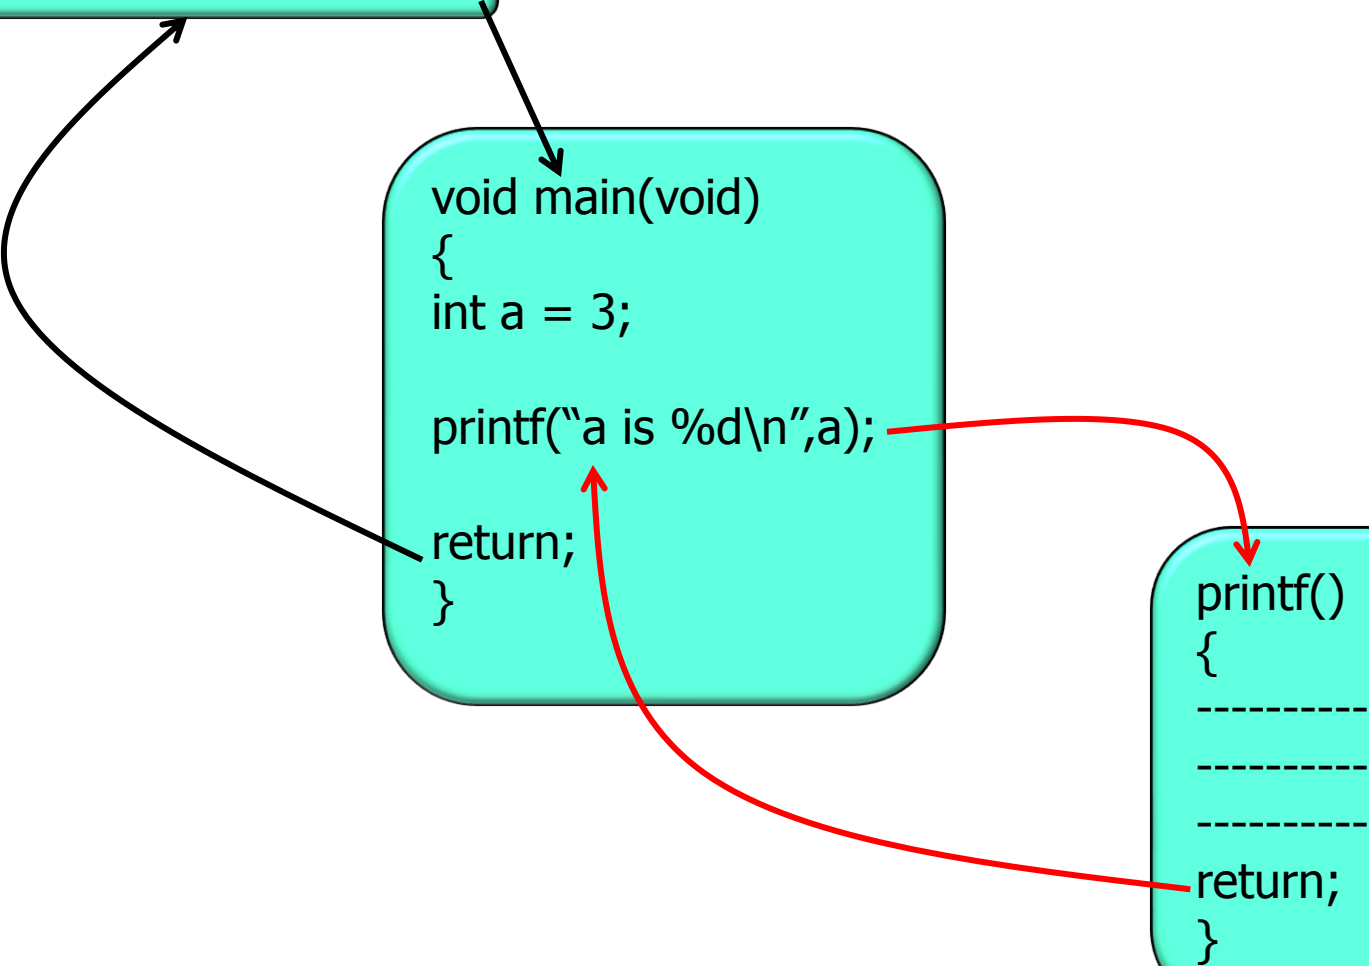 void main(void)
{
int a = 3;
printf(“a is %d\n”,a);
return;
}
printf()
{
----------
----------
----------
return;
}